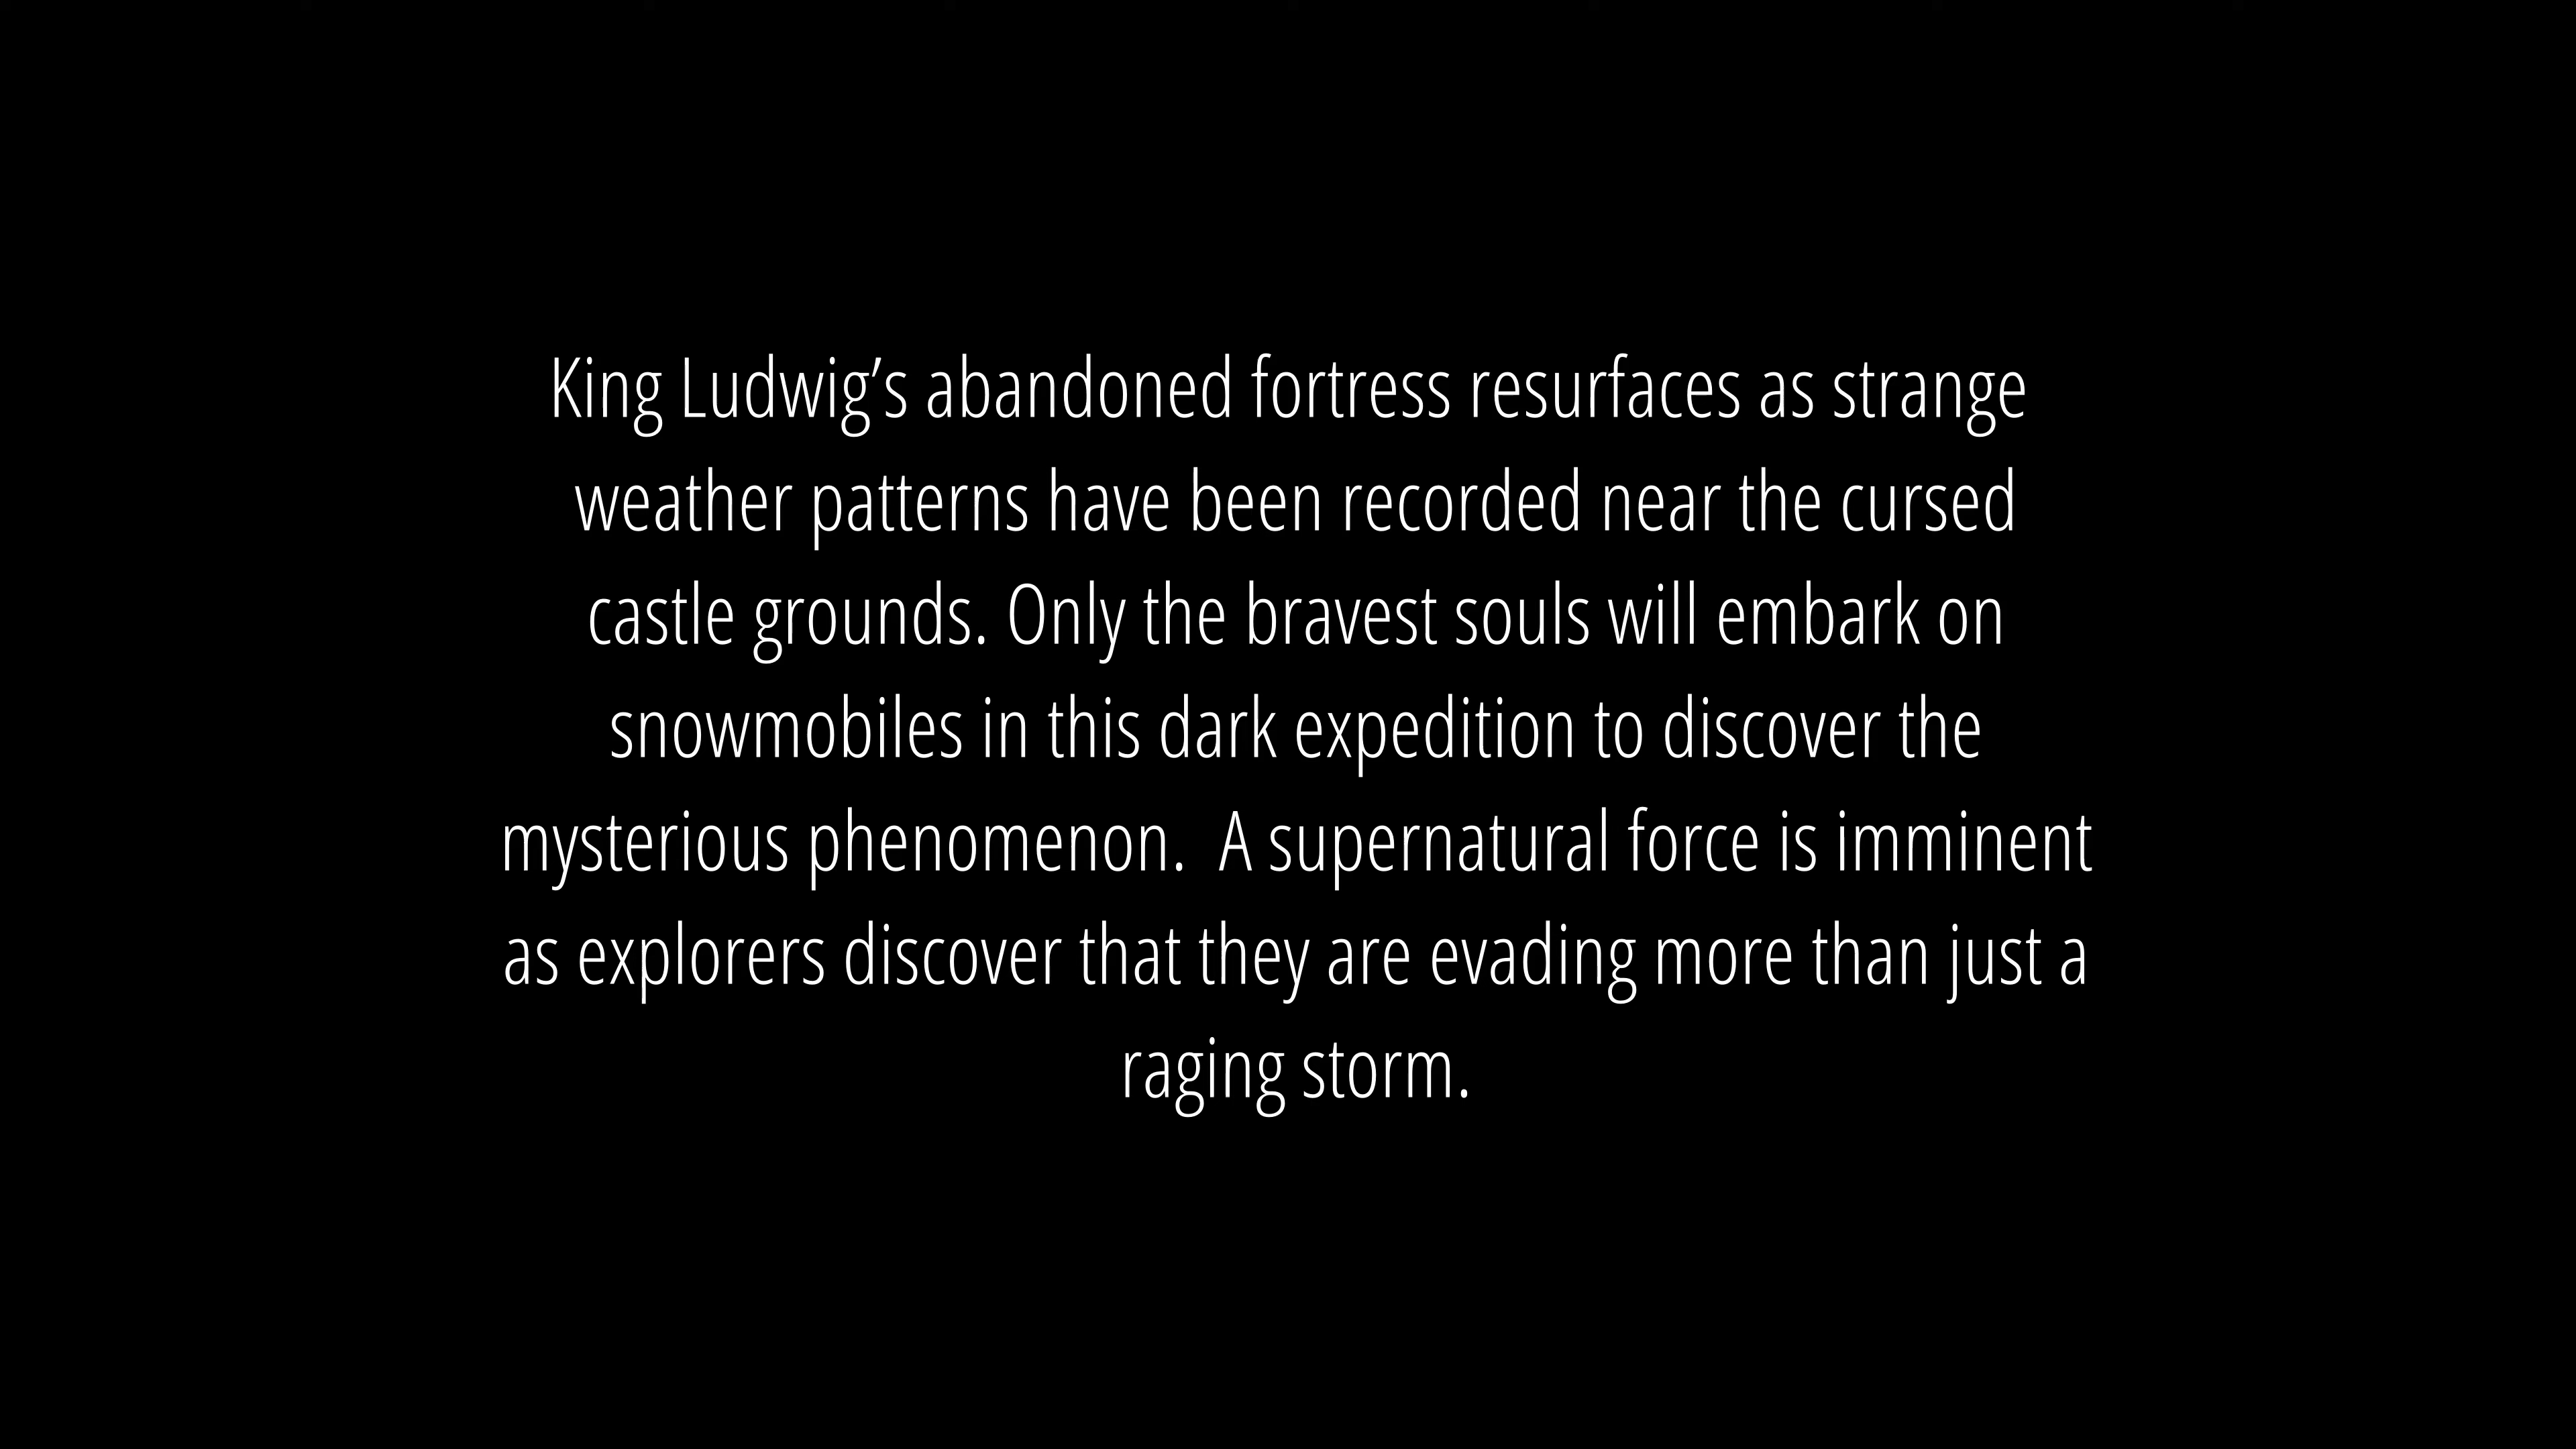 King Ludwig’s abandoned fortress resurfaces as strange
weather patterns have been recorded near the cursed
castle grounds. Only the bravest souls will embark on
snowmobiles in this dark expedition to discover the
mysterious phenomenon.  A supernatural force is imminent
as explorers discover that they are evading more than just a
raging storm.